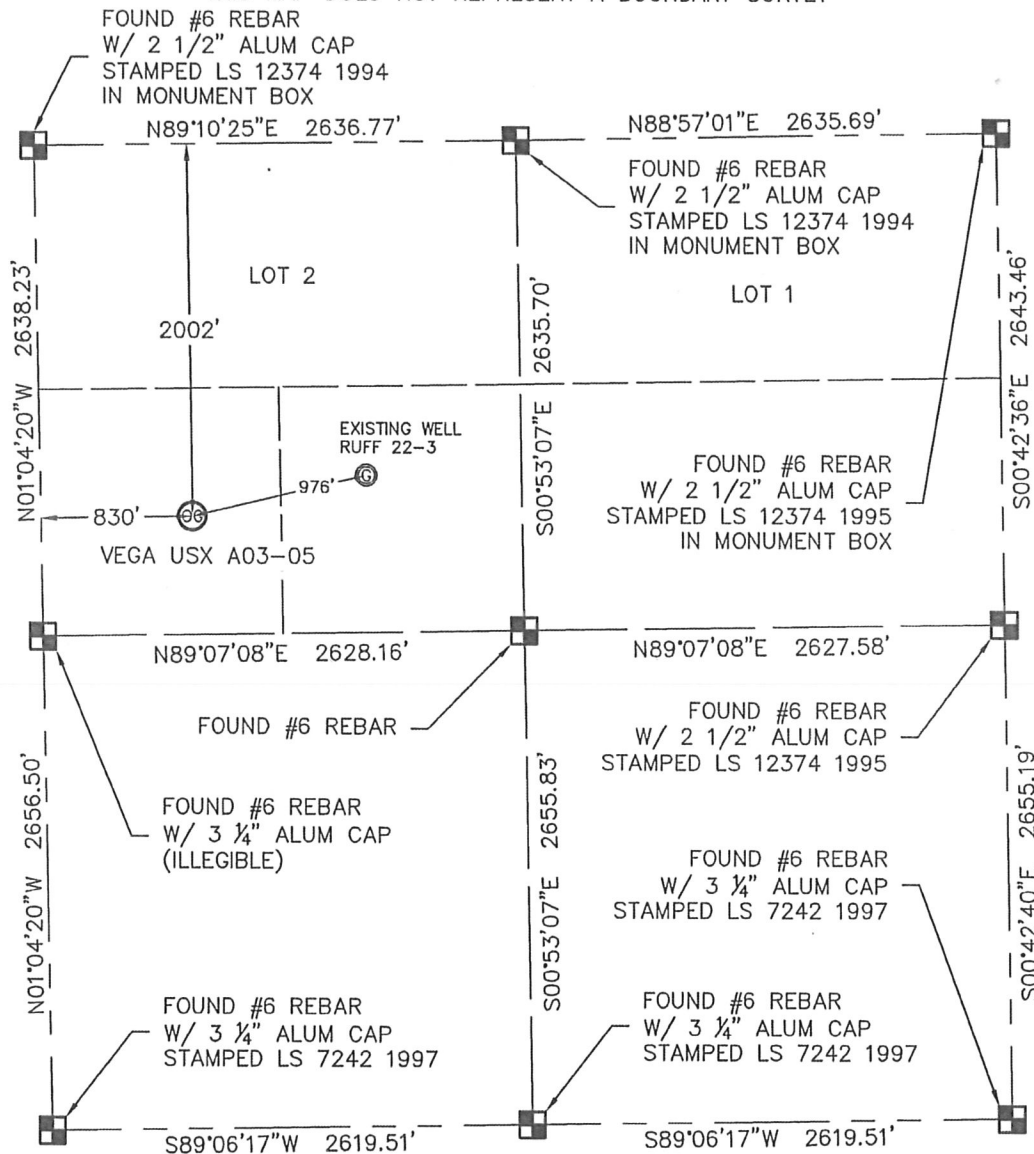 FOUND #6 REBAR
W/ 2 1/2" ALUM CAP
STAMPED LS 12374 1994
IN MONUMENT BOX
N89°10'25"E 2636.77'
N88°57'01"E 2635.69'
FOUND #6 REBAR
W/ 2 1/2" ALUM CAP
STAMPED LS 12374 1994
IN MONUMENT BOX
LOT 2
LOT 1
N01°04'20"W 2638.23'
2002'
S00°53'07"E 2635.70'
S00°42'36"E 2643.46'
EXISTING WELL
RUFF 22-3
G
976'
830'
VEGA USX A03-05
FOUND #6 REBAR
W/ 2 1/2" ALUM CAP
STAMPED LS 12374 1995
IN MONUMENT BOX
N89°07'08"E 2628.16'
N89°07'08"E 2627.58'
FOUND #6 REBAR
FOUND #6 REBAR
W/ 2 1/2" ALUM CAP
STAMPED LS 12374 1995
N01°04'20"W 2656.50'
FOUND #6 REBAR
W/ 3 ¼" ALUM CAP
(ILLEGIBLE)
S00°53'07"E 2655.83'
FOUND #6 REBAR
W/ 3 ¼" ALUM CAP
STAMPED LS 7242 1997
S00°42'40"E 2655.19'
FOUND #6 REBAR
W/ 3 ¼" ALUM CAP
STAMPED LS 7242 1997
FOUND #6 REBAR
W/ 3 ¼" ALUM CAP
STAMPED LS 7242 1997
S89°06'17"W 2619.51'
S89°06'17"W 2619.51'